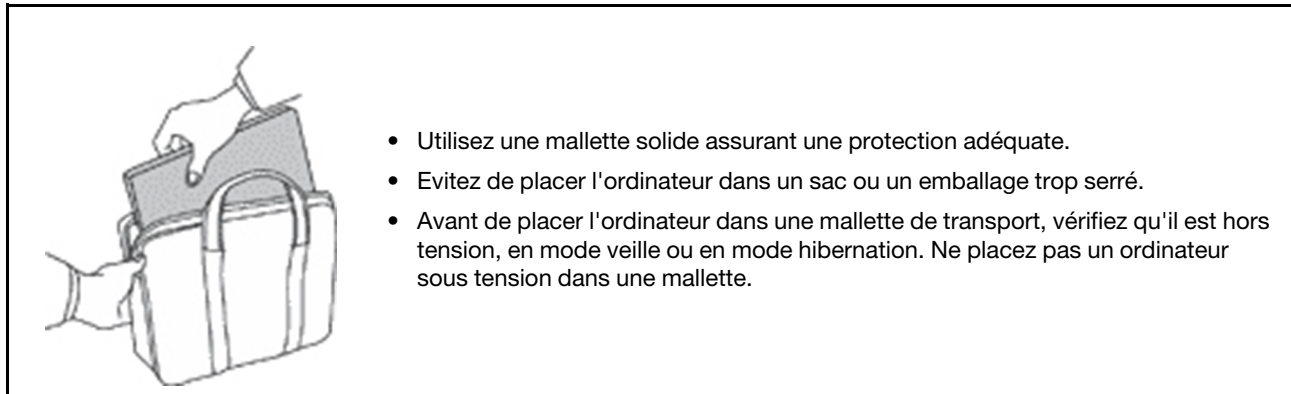 • Utilisez une mallette solide assurant une protection adéquate.
• Evitez de placer l'ordinateur dans un sac ou un emballage trop serré.
• Avant de placer l'ordinateur dans une mallette de transport, vérifiez qu'il est hors
tension, en mode veille ou en mode hibernation. Ne placez pas un ordinateur
sous tension dans une mallette.